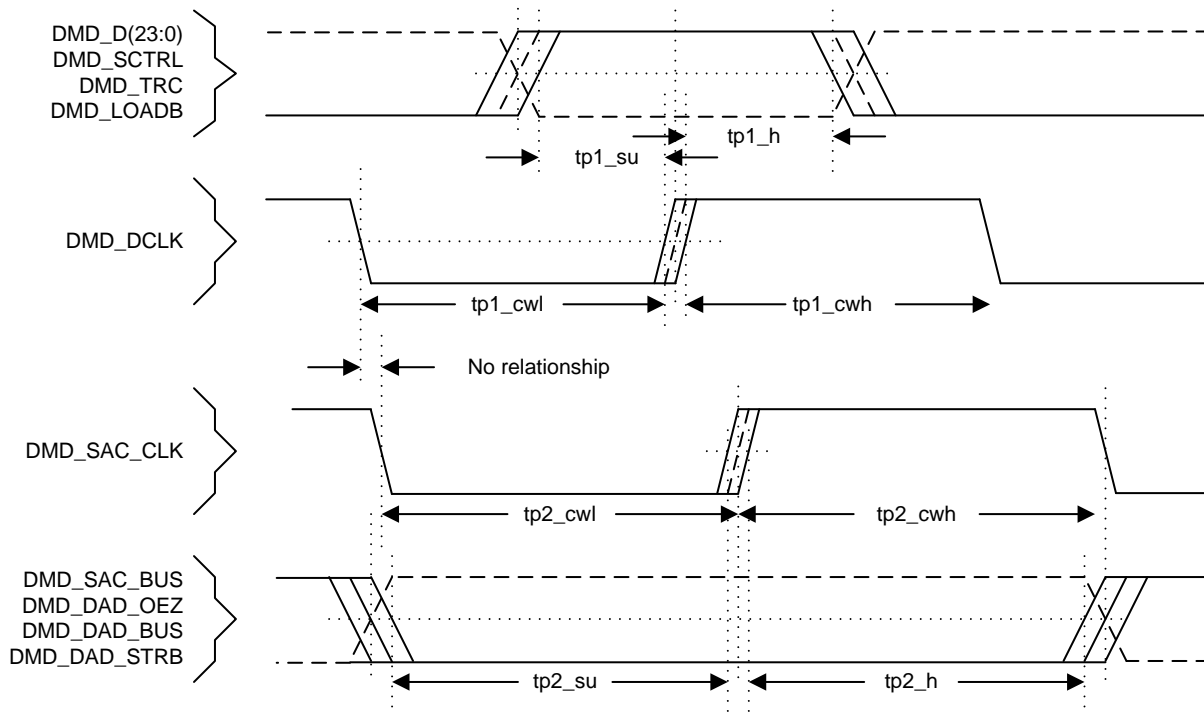 DMD_D(23:0)
DMD_SCTRL
DMD_TRC
DMD_LOADB
tp1_su
tp1_h
DMD_DCLK
tp1_cwl
tp1_cwh
No relationship
DMD_SAC_CLK
tp2_cwl
tp2_cwh
DMD_SAC_BUS
DMD_DAD_OEZ
DMD_DAD_BUS
DMD_DAD_STRB
tp2_su
tp2_h